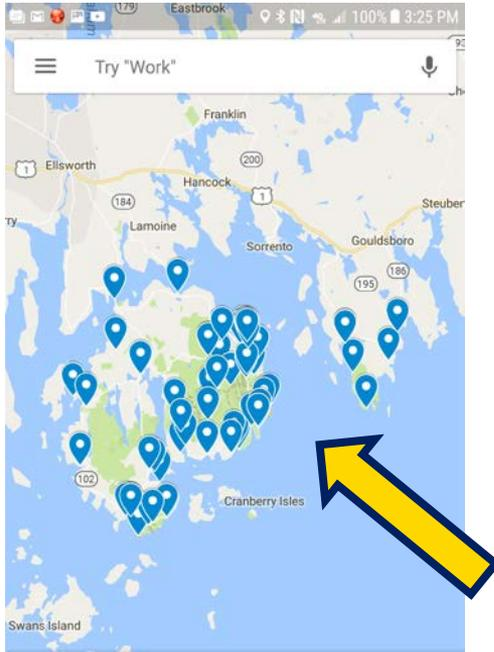 179
Eastbrook
100% 3:25 PM
Try "Work"
Franklin
200
1
Ellsworth
Hancock
184
1
Steuben
Lamoine
Sorrento
Gouldsboro
186
195
102
Cranberry Isles
Swans Island